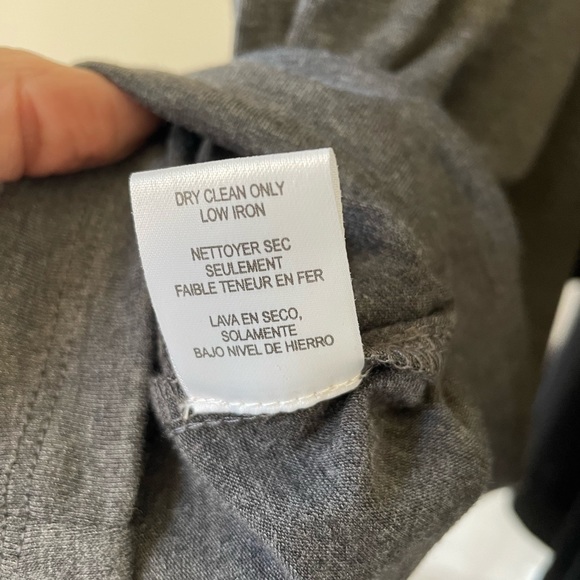 DRY CLEAN ONLY
LOW IRON
NETTOYER SEC
SEULEMENT
FAIBLE TENEUR EN FER
LAVA EN SECO,
SOLAMENTE
BAJO NIVEL DE HIERRO